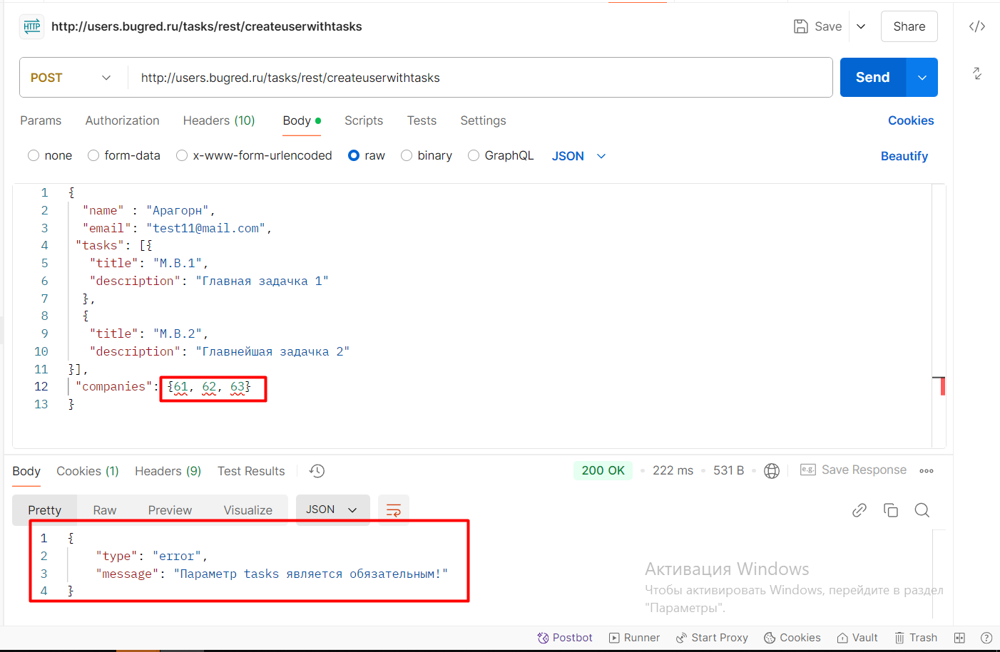 HTTP http://users.bugred.ru/tasks/rest/createuserwithtasks Save Share
POST http://users.bugred.ru/tasks/rest/createuserwithtasks Send
Params Authorization Headers (10) Body Scripts Tests Settings Cookies
none form-data x-www-form-urlencoded raw binary GraphQL JSON Beautify
1 {
2 "name" : "Арагорн",
3 "email": "test11@mail.com",
4 "tasks": [{
5 "title": "М.В.1",
6 "description": "Главная задачка 1"
7 },
8 {
9 "title": "М.В.2",
10 "description": "Главнейшая задачка 2"
11 }],
12 "companies": {61, 62, 63}
13 }
Body Cookies (1) Headers (9) Test Results 200 OK 222 ms 531 B e.g. Save Response
Pretty Raw Preview Visualize JSON
1 {
2 "type": "error",
3 "message": "Параметр tasks является обязательным!"
4 }
Активация Windows
Чтобы активировать Windows, перейдите в раздел
"Параметры".
Postbot Runner Start Proxy Cookies Vault Trash